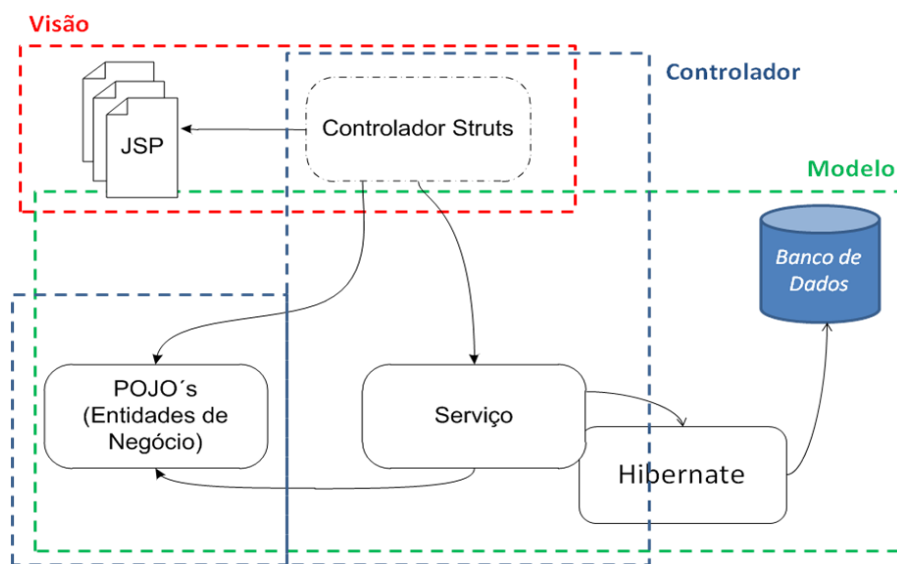 Visão
Controlador
JSP
Controlador Struts
Modelo
Banco de
Dados
POJO´s
(Entidades de
Negócio)
Serviço
Hibernate